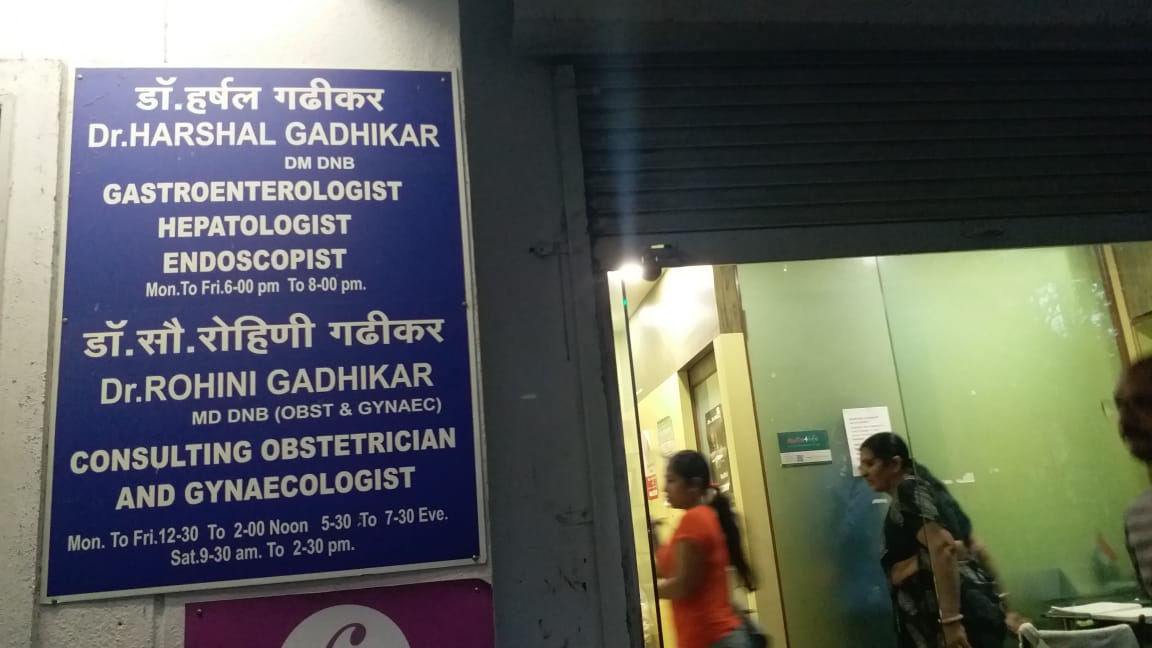 डॉ.हर्षल गढीकर
Dr.HARSHAL GADHIKAR
DM DNB
GASTROENTEROLOGIST
HEPATOLOGIST
ENDOSCOPIST
Mon.To Fri.6-00 pm To 8-00 pm.
डॉ.सौ.रोहिणी गढीकर
Dr.ROHINI GADHIKAR
MD DNB (OBST & GYNAEC)
CONSULTING OBSTETRICIAN
AND GYNAECOLOGIST
Mon. To Fri.12-30 To 2-00 Noon 5-30 To 7-30 Eve.
Sat.9-30 am. To 2-30 pm.